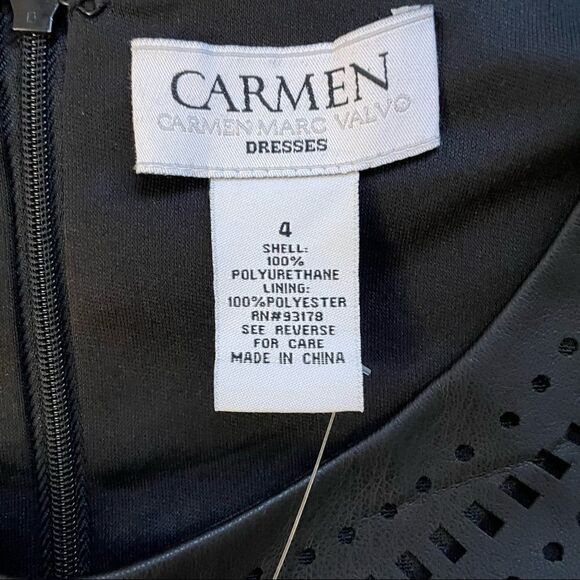 CARMEN
CARMEN MARC VALVO
DRESSES
4
SHELL:
100%
POLYURETHANE
LINING:
100%POLYESTER
RN#93178
SEE REVERSE
FOR CARE
MADE IN CHINA